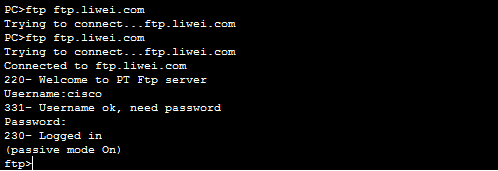 PC>ftp ftp.liwei.com
Trying to connect...ftp.liwei.com
PC>ftp ftp.liwei.com
Trying to connect...ftp.liwei.com
Connected to ftp.liwei.com
220- Welcome to PT Ftp server
Username:cisco
331- Username ok, need password
Password:
230- Logged in
(passive mode On)
ftp>